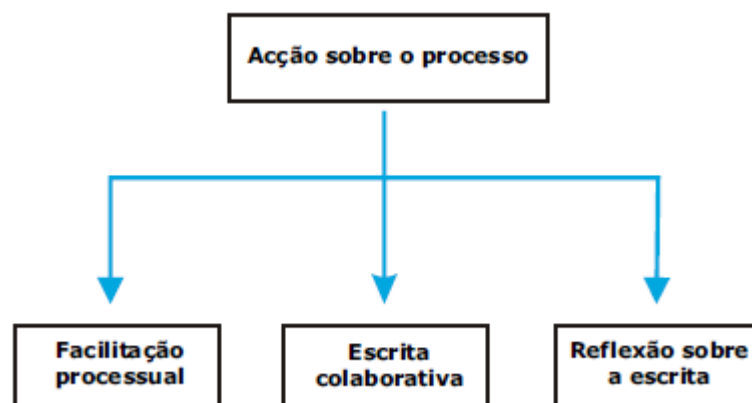 Acção sobre o processo
Facilitação
processual
Escrita
colaborativa
Reflexão sobre
a escrita